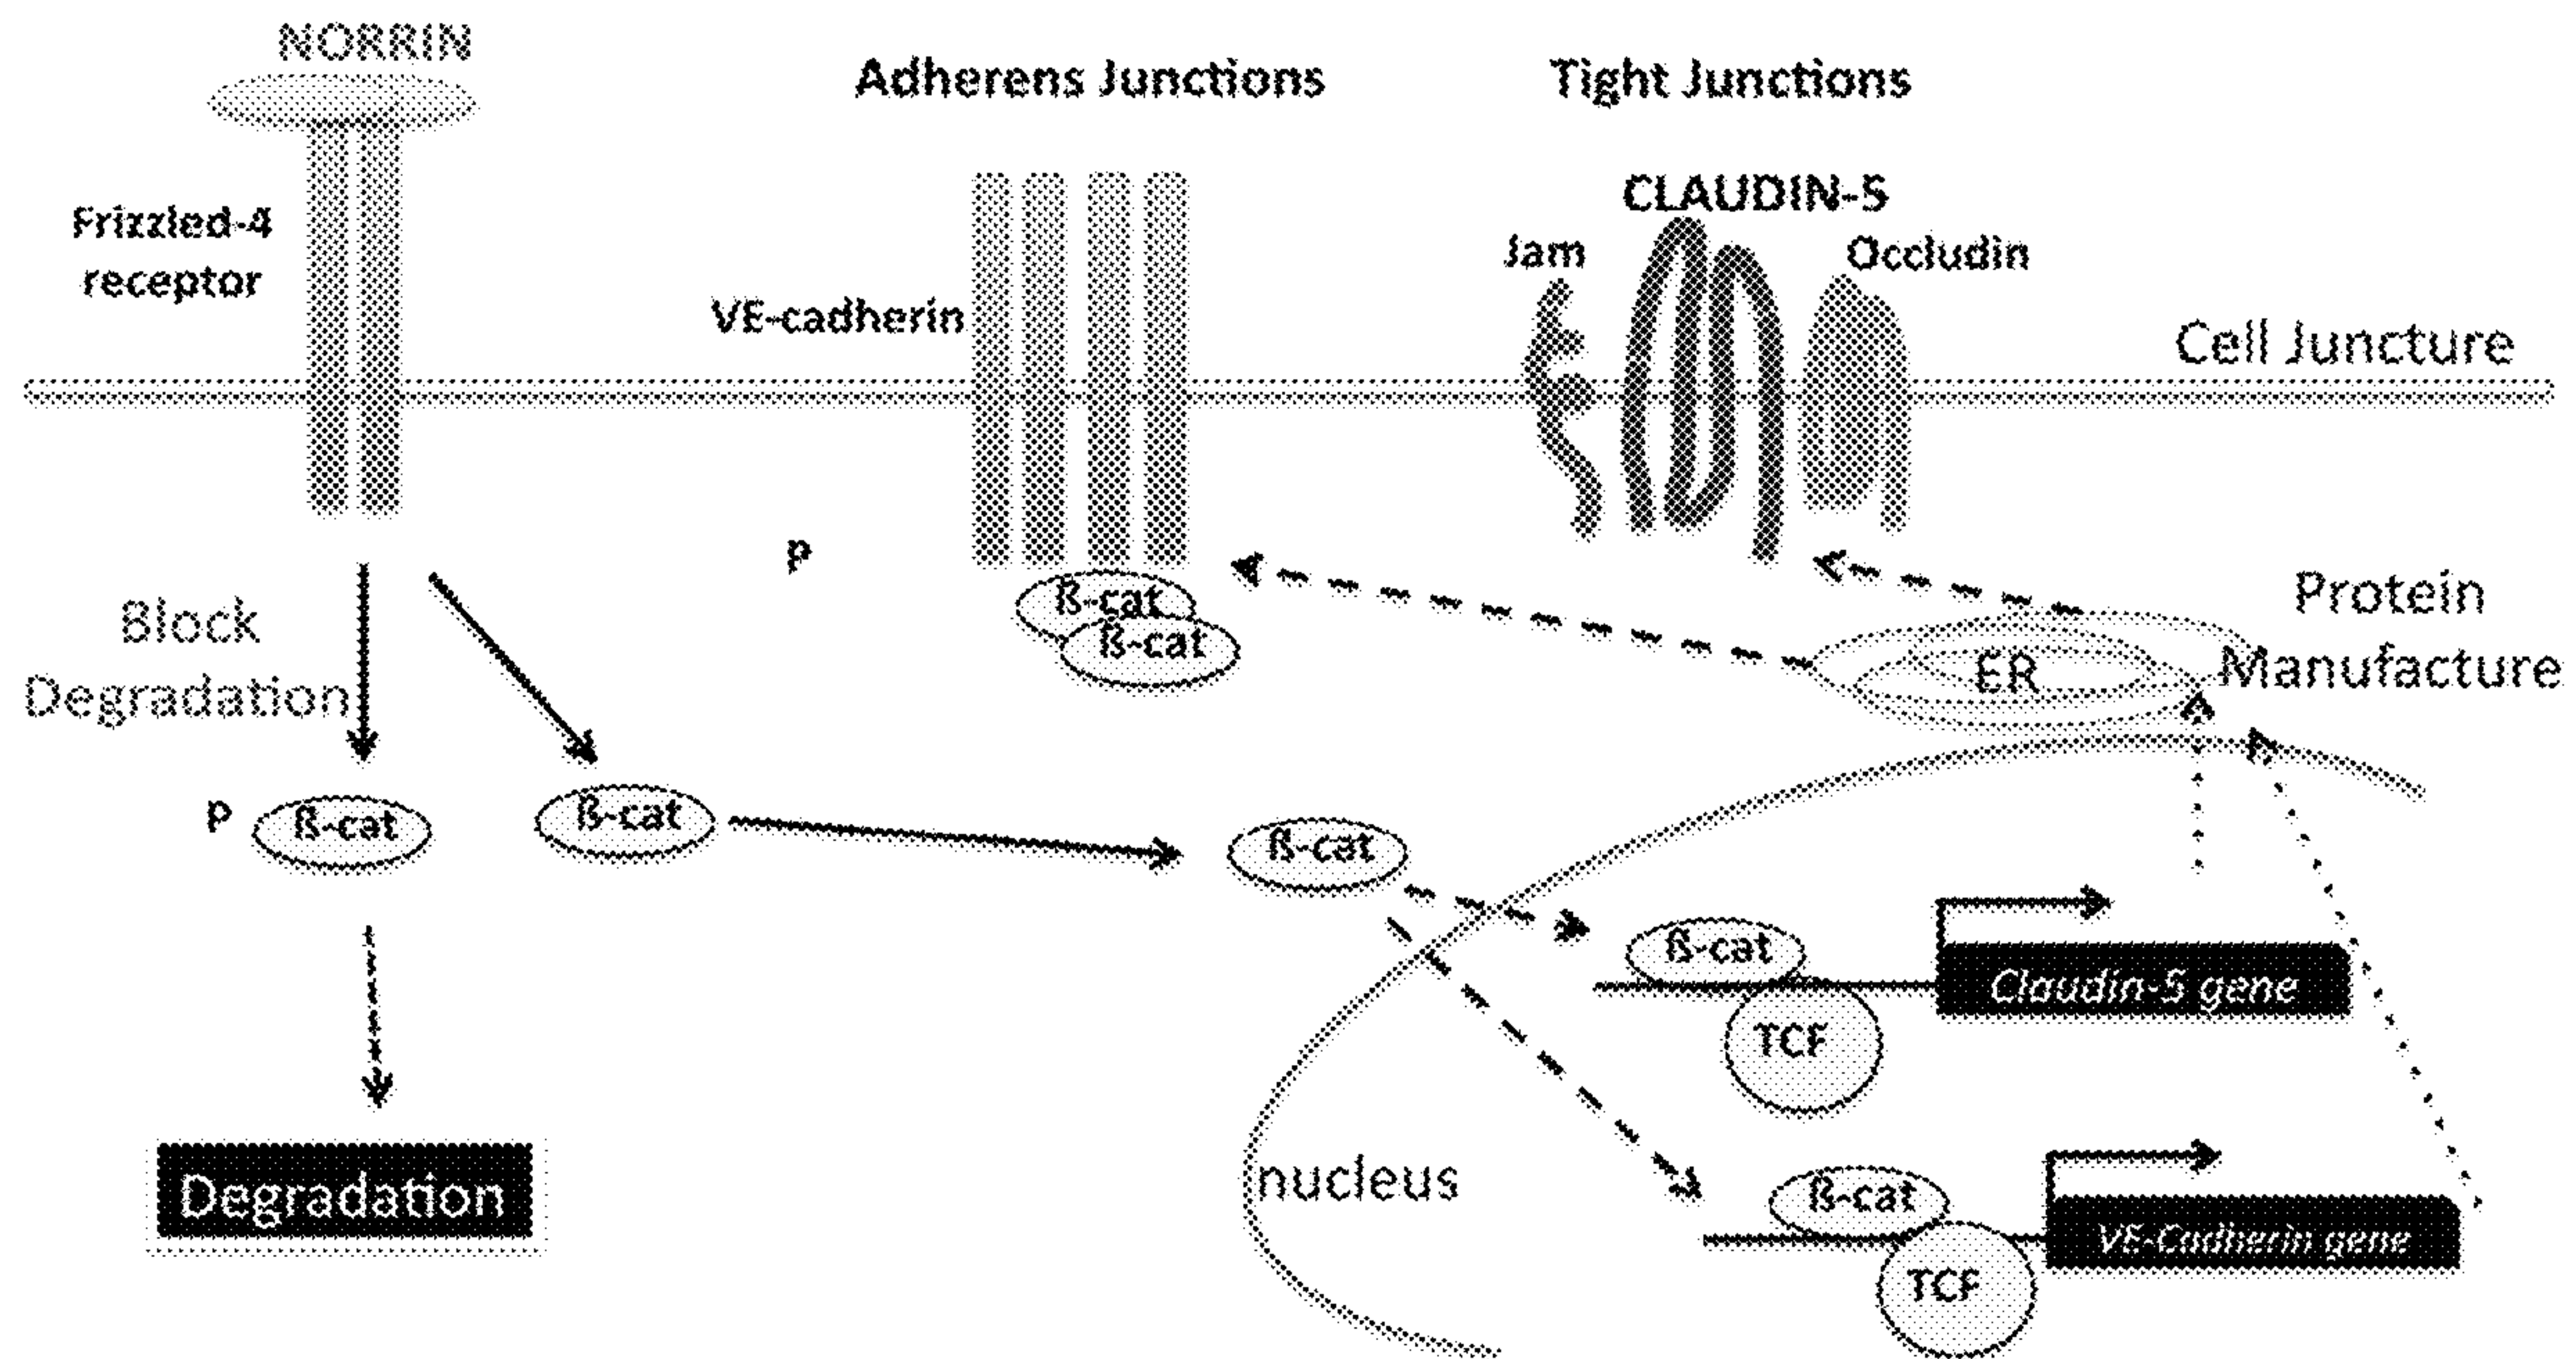 NORRIN
Adherens Junctions
Tight Junctions
CLAUDIN-5
Frizzled-4
receptor
Jam
Occludin
VE-cadherin
Cell Juncture
p
Block
Degradation
ß-cat
ß-cat
Protein
Manufacture
ER
p
ß-cat
ß-cat
ß-cat
ß-cat
Claudin-5 gene
TCF
nucleus
Degradation
ß-cat
VE-Cadherin gene
TCF